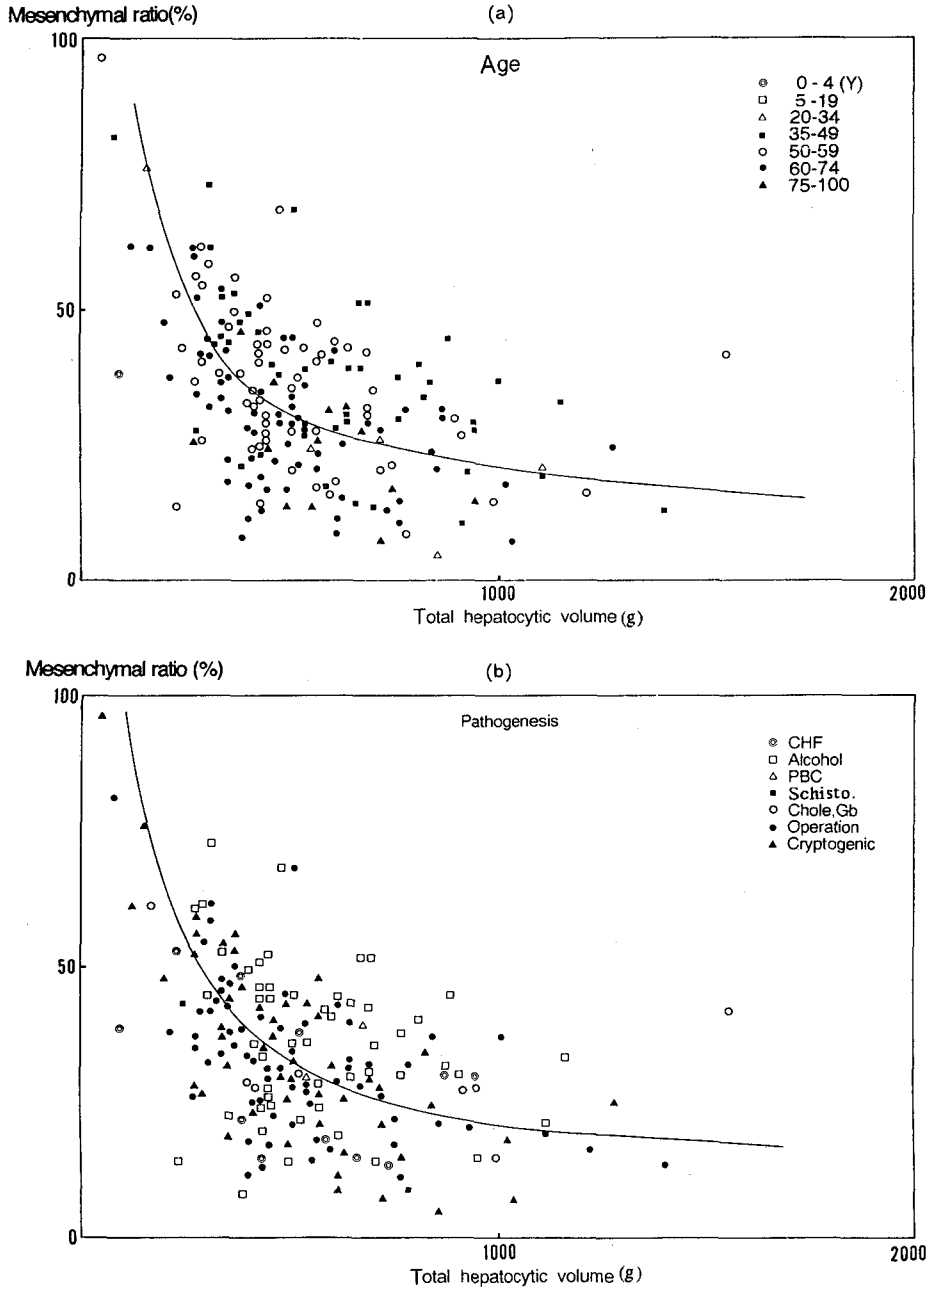 Mesenchymal ratio(%)
(a)
100
Age
0 - 4 (Y)
5 -19
20-34
35-49
50-59
60-74
75-100
50
0
1000
2000
Total hepatocytic volume (g)
Mesenchymal ratio (%)
(b)
100
Pathogenesis
CHF
Alcohol
PBC
Schisto.
Chole,Gb
Operation
Cryptogenic
50
0
1000
2000
Total hepatocytic volume (g)